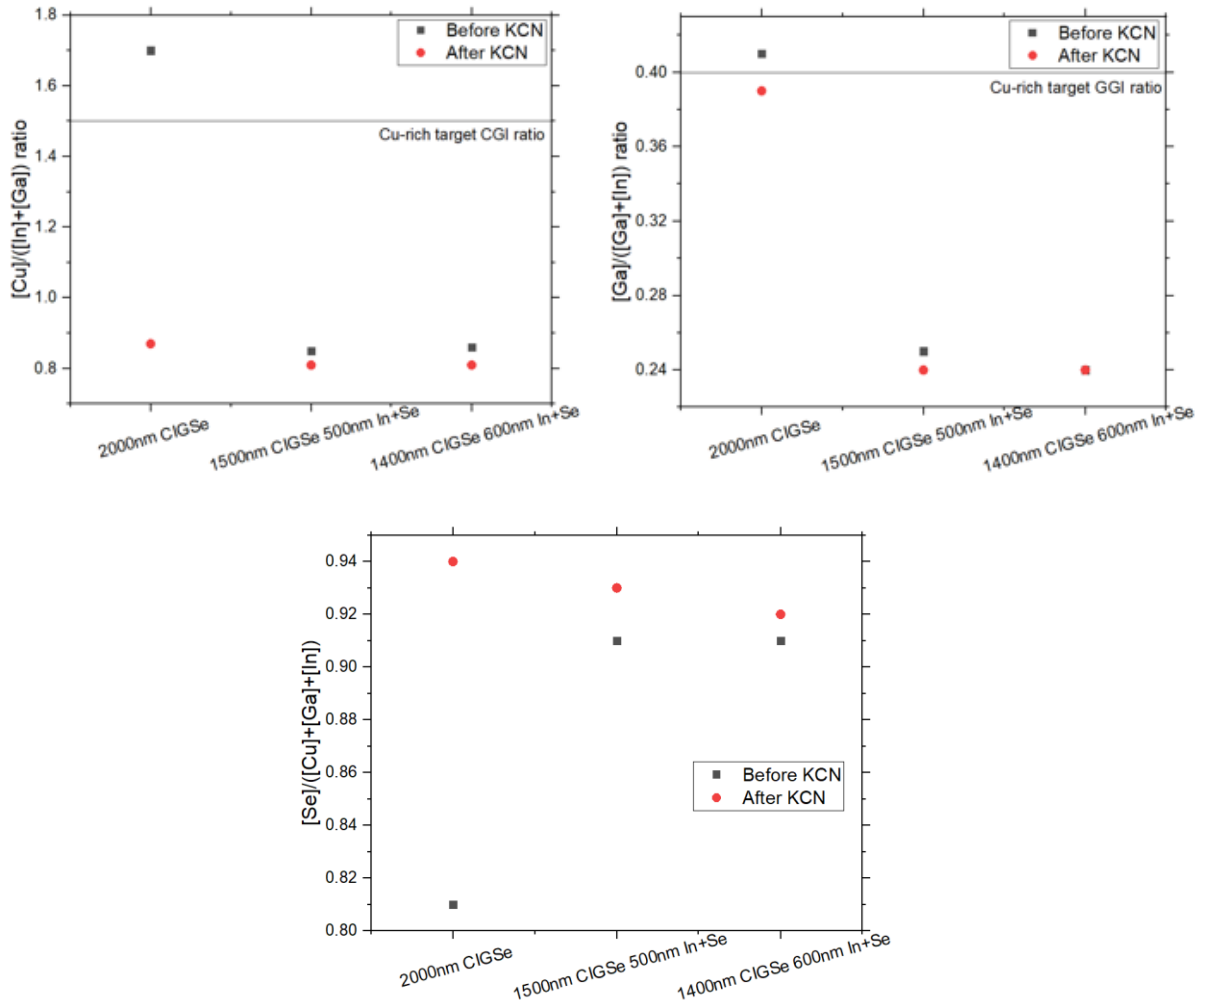 [Cu]/([In]+[Ga]) ratio
1.8
1.6
1.4
1.2
1.0
0.8
Before KCN
After KCN
Cu-rich target CGI ratio
2000nm CIGSe
1500nm CIGSe 500nm In+Se
1400nm CIGSe 600nm In+Se
[Ga]/([Ga]+[In]) ratio
0.40
0.36
0.32
0.28
0.24
Before KCN
After KCN
Cu-rich target GGI ratio
2000nm CIGSe
1500nm CIGSe 500nm In+Se
1400nm CIGSe 600nm In+Se
[Se]/([Cu]+[Ga]+[In])
0.94
0.92
0.90
0.88
0.86
0.84
0.82
0.80
Before KCN
After KCN
2000nm CIGSe
1500nm CIGSe 500nm In+Se
1400nm CIGSe 600nm In+Se